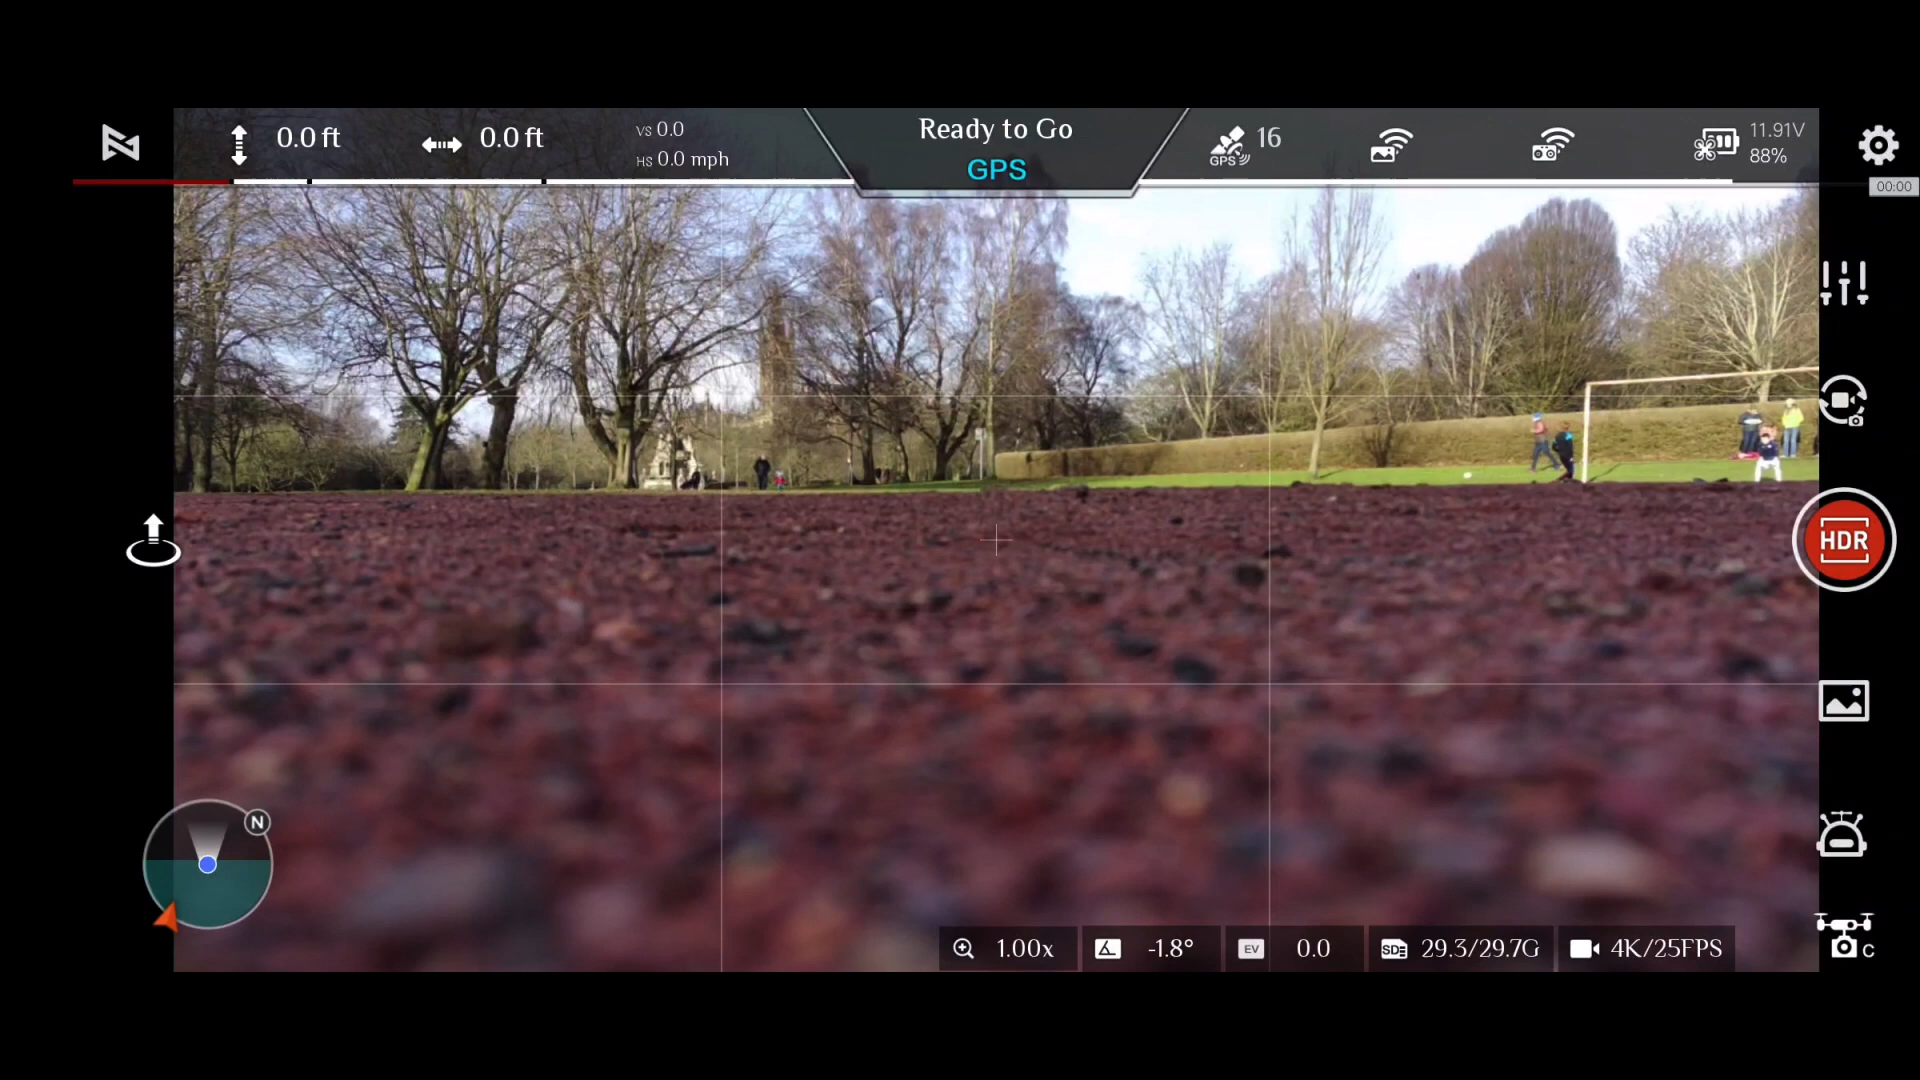 0.0 ft
0.0 ft
VS 0.0
HS 0.0 mph
Ready to Go
GPS
GPS
16
11.91V
88%
00:00
HDR
N
1.00x
-1.8°
EV
0.0
SD
29.3/29.7G
4K/25FPS
C